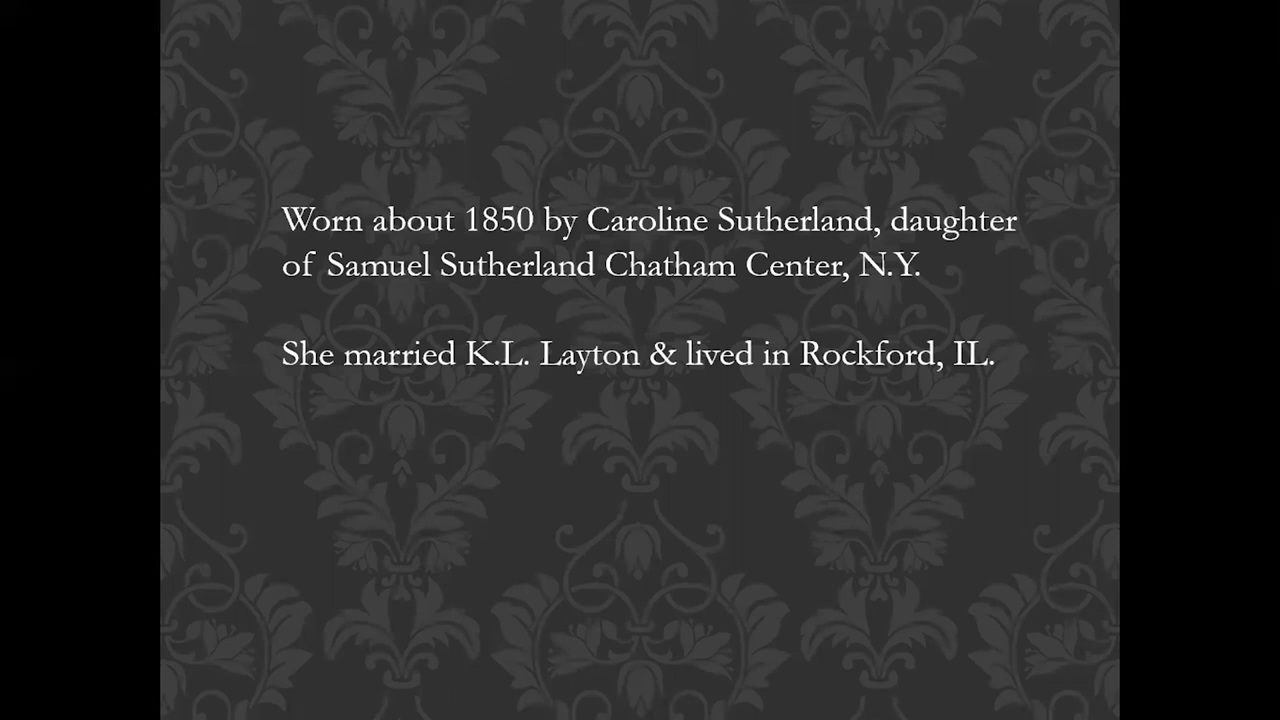 Worn about 1850 by Caroline Sutherland, daughter
of Samuel Sutherland Chatham Center, N.Y.
She married K.L. Layton & lived in Rockford, IL.